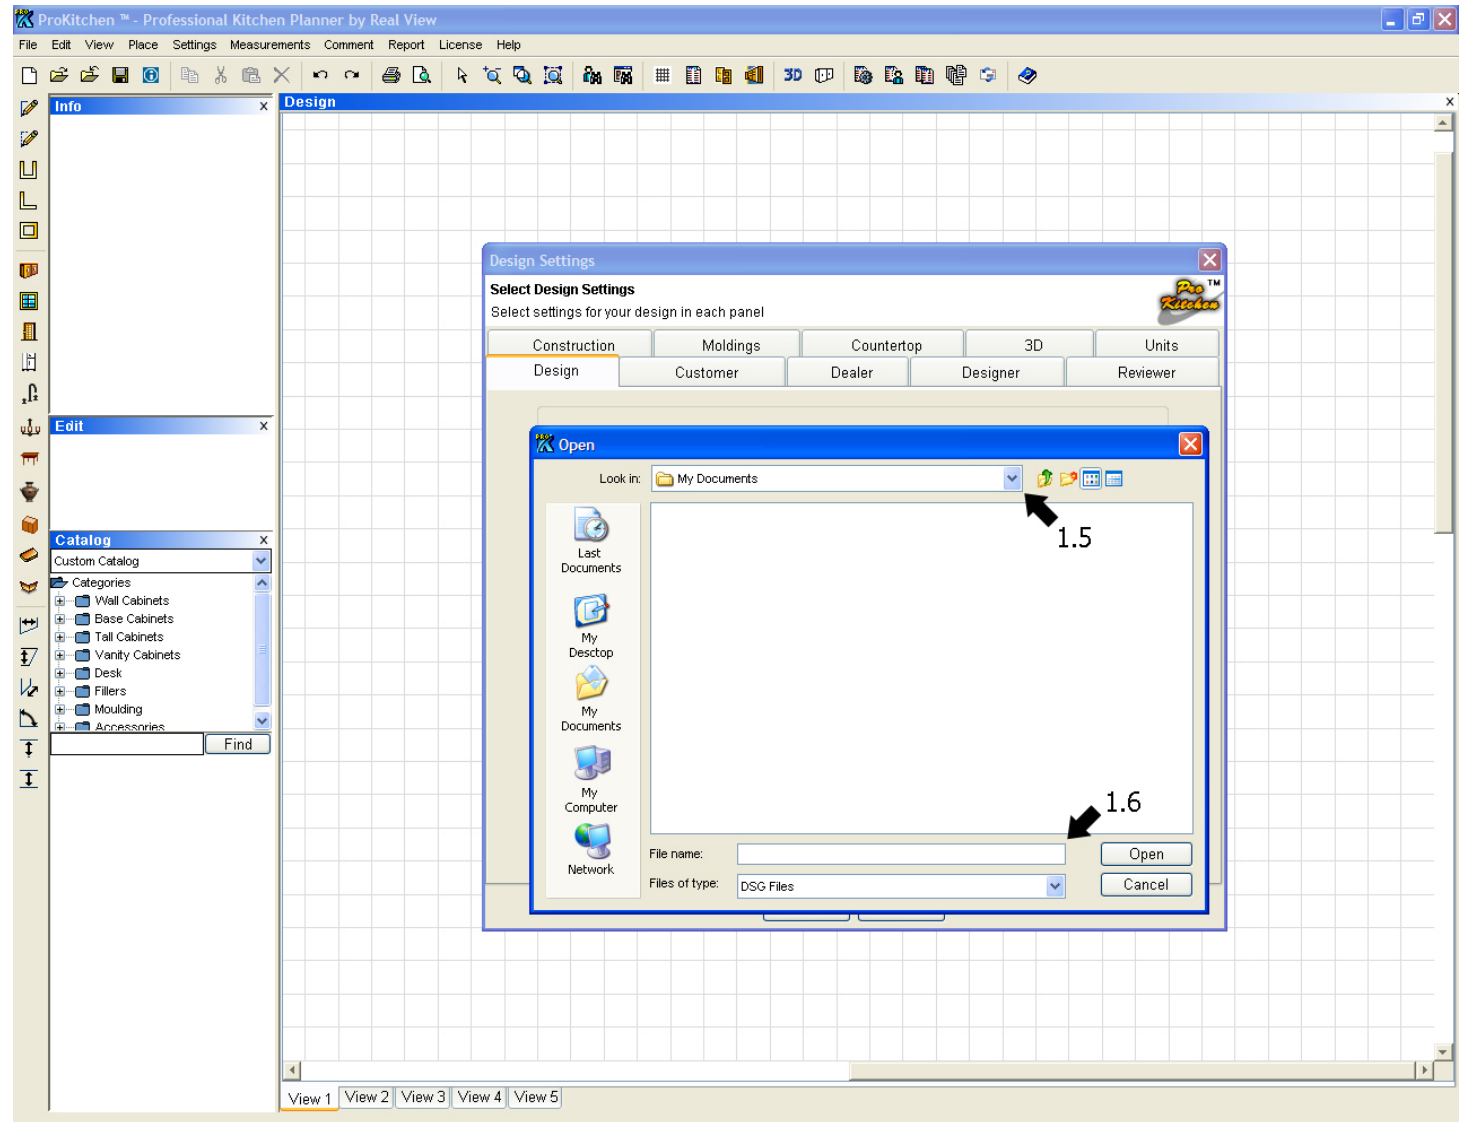 ProKitchen ™ - Professional Kitchen Planner by Real View
File Edit View Place Settings Measurements Comment Report License Help
3D
Info x
Design x
Design Settings
Select Design Settings
Select settings for your design in each panel
Pro Kitchen TM
Construction Moldings Countertop 3D Units
Design Customer Dealer Designer Reviewer
Edit x
PRO Open
Look in: My Documents
1.5
Last
Documents
My
Desctop
My
Documents
My
Computer
Network
1.6
File name: Open
Files of type: DSG Files Cancel
Catalog x
Custom Catalog
Categories
Wall Cabinets
Base Cabinets
Tall Cabinets
Vanity Cabinets
Desk
Fillers
Moulding
Accessories
Find
View 1 View 2 View 3 View 4 View 5